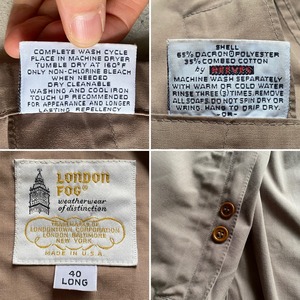 COMPLETE WASH CYCLE
PLACE IN MACHINE DRYER
TUMBLE DRY AT 160°F
ONLY NON-CHLORINE BLEACH
WHEN NEEDED
DRY CLEANABLE
WASHING AND COOL IRON
TOUCH UP RECOMMENDED
FOR APPEARANCE AND LONGER
LASTING REPELLENCY
SHELL
65% DACRON® POLYESTER
35% COMBED COTTON
by REEVES
MACHINE WASH SEPARATELY
WITH WARM OR COLD WATER
RINSE THREE (3) TIMES. REMOVE
ALL SOAP. DO NOT SPIN DRY OR
WRING. HANG TO DRIP DRY.
-OR-
LONDON
FOG®
weatherwear
of distinction
TRADEMARK OF
LONDONTOWN CORPORATION
LONDON BALTIMORE
NEW YORK
MADE IN U.S.A.
40
LONG